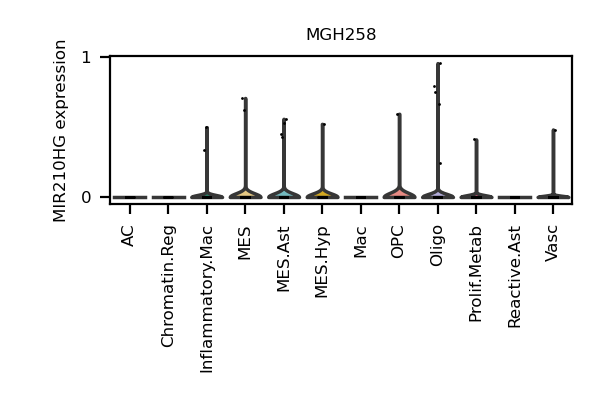 MGH258
MIR210HG expression
1
0
AC
Chromatin.Reg
Inflammatory.Mac
MES
MES.Ast
MES.Hyp
Mac
OPC
Oligo
Prolif.Metab
Reactive.Ast
Vasc